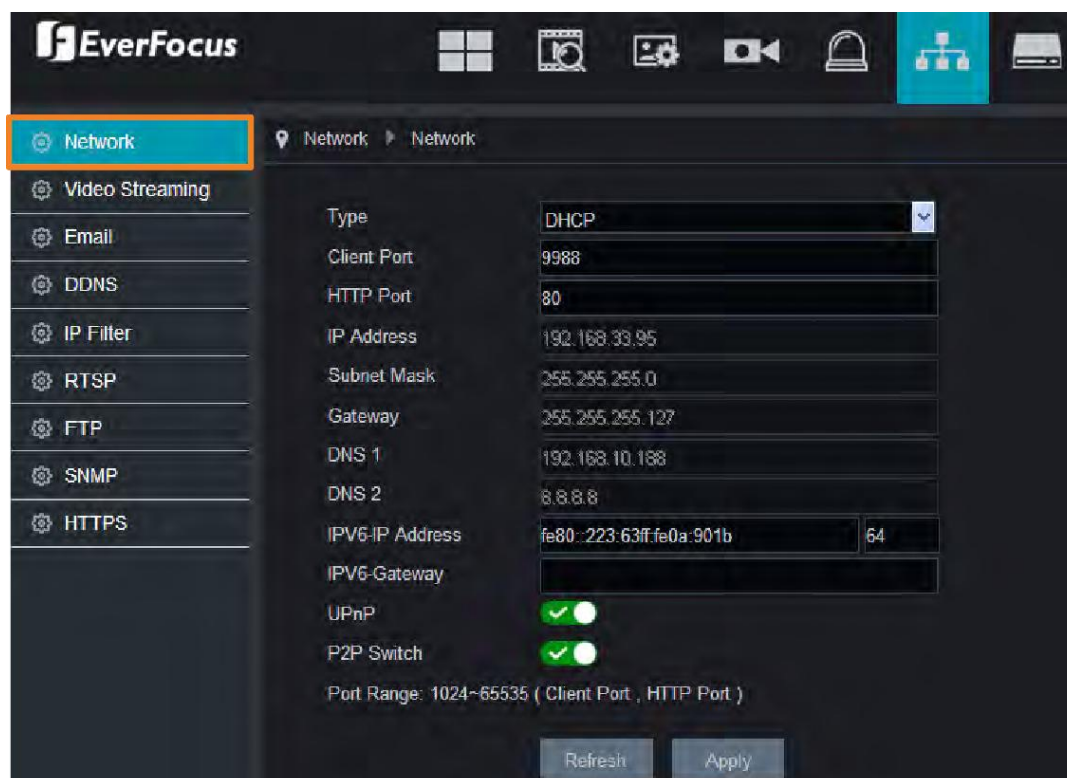 EverFocus
Network
Video Streaming
Email
DDNS
IP Filter
RTSP
FTP
SNMP
HTTPS
Network Network
Type DHCP
Client Port 9988
HTTP Port 80
IP Address 192.168.33.95
Subnet Mask 255.255.255.0
Gateway 255.255.255.127
DNS 1 192.168.10.188
DNS 2 8.8.8.8
IPV6-IP Address fe80::223:63ff:fe0a:901b 64
IPV6-Gateway
UPnP
P2P Switch
Port Range: 1024~65535 ( Client Port , HTTP Port )
Refresh Apply